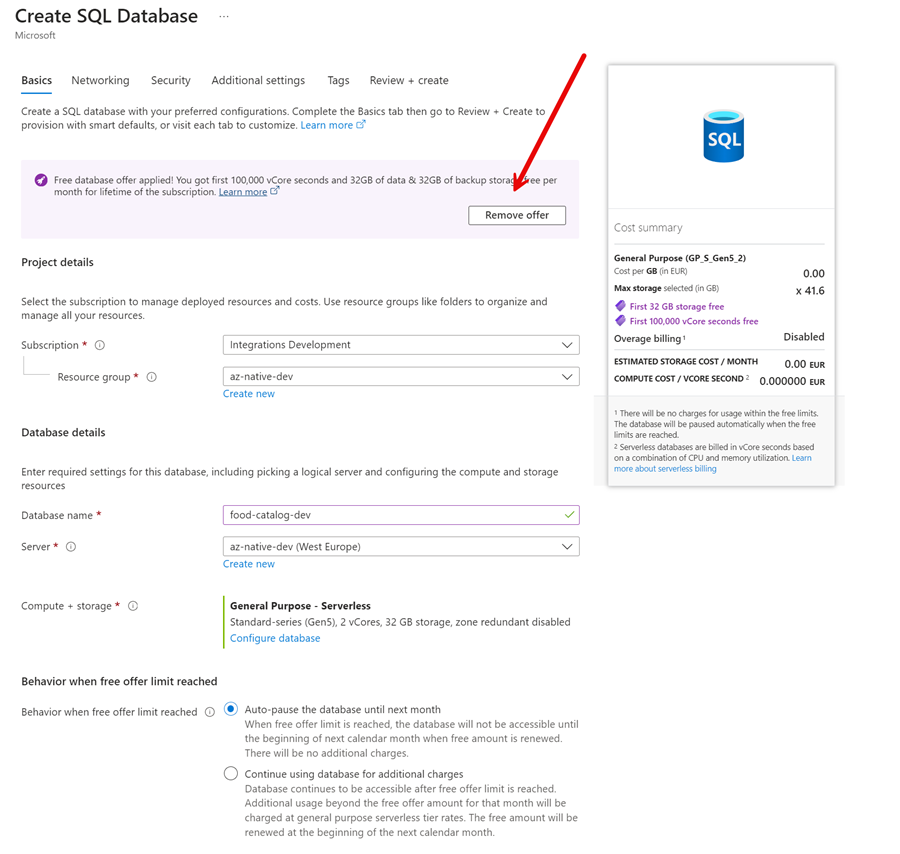 Create SQL Database ...
Microsoft
Basics Networking Security Additional settings Tags Review + create
Create a SQL database with your preferred configurations. Complete the Basics tab then go to Review + Create to
provision with smart defaults, or visit each tab to customize. Learn more
Free database offer applied! You got first 100,000 vCore seconds and 32GB of data & 32GB of backup storage free per
month for lifetime of the subscription. Learn more
Remove offer
Project details
Select the subscription to manage deployed resources and costs. Use resource groups like folders to organize and
manage all your resources.
Subscription *
Integrations Development
Resource group *
az-native-dev
Create new
Database details
Enter required settings for this database, including picking a logical server and configuring the compute and storage
resources
Database name *
food-catalog-dev
Server *
az-native-dev (West Europe)
Create new
Compute + storage *
General Purpose - Serverless
Standard-series (Gen5), 2 vCores, 32 GB storage, zone redundant disabled
Configure database
Behavior when free offer limit reached
Behavior when free offer limit reached
Auto-pause the database until next month
When free offer limit is reached, the database will not be accessible until
the beginning of next calendar month when free amount is renewed.
There will be no additional charges.
Continue using database for additional charges
Database continues to be accessible after free offer limit is reached.
Additional usage beyond the free offer amount for that month will be
charged at general purpose serverless tier rates. The free amount will be
renewed at the beginning of the next calendar month.
SQL
Cost summary
General Purpose (GP_S_Gen5_2)
Cost per GB (in EUR) 0.00
Max storage selected (in GB) x 41.6
First 32 GB storage free
First 100,000 vCore seconds free
Overage billing ¹ Disabled
ESTIMATED STORAGE COST / MONTH 0.00 EUR
COMPUTE COST / VCORE SECOND ² 0.000000 EUR
¹ There will be no charges for usage within the free limits.
The database will be paused automatically when the free
limits are reached.
² Serverless databases are billed in vCore seconds based
on a combination of CPU and memory utilization. Learn
more about serverless billing